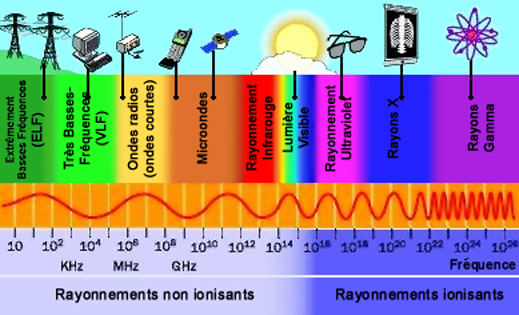 Extrêmement
Basses Fréquences
(ELF)
Très Basses-
Fréquences
(VLF)
Ondes radios
(ondes courtes)
Microondes
Rayonnement
Infrarouge
Lumière
Visible
Rayonnement
Ultraviolet
Rayons X
Rayons
Gamma
10 10² 10⁴ 10⁶ 10⁸ 10¹⁰ 10¹² 10¹⁴ 10¹⁶ 10¹⁸ 10²⁰ 10²² 10²⁴ 10²⁶
KHz MHz GHz Fréquence
Rayonnements non ionisants Rayonnements ionisants